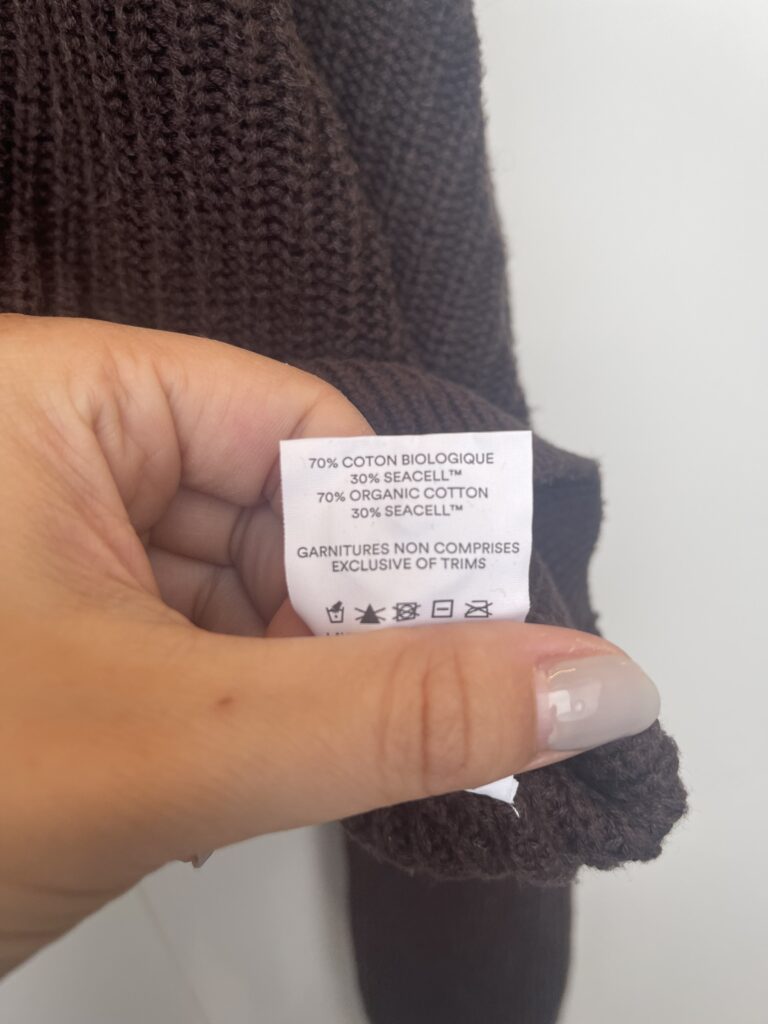 70% COTON BIOLOGIQUE
30% SEACELL™
70% ORGANIC COTTON
30% SEACELL™
GARNITURES NON COMPRISES
EXCLUSIVE OF TRIMS